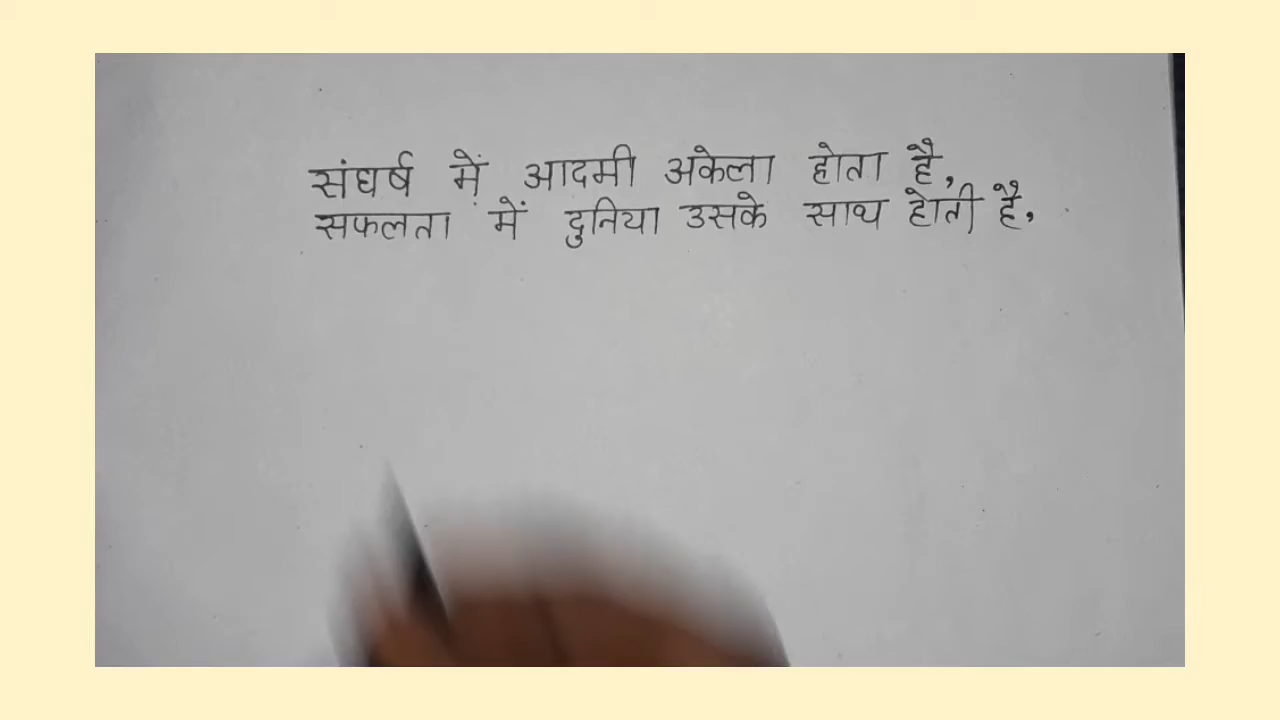 संघर्ष में आदमी अकेला होता है,
सफलता में दुनिया उसके साथ होती है,